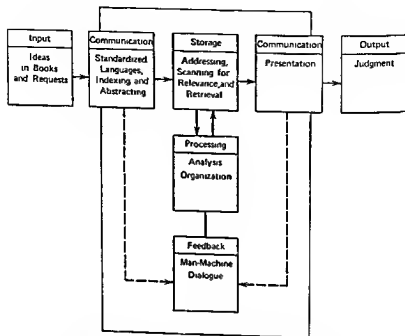 Input
Ideas
in Books
and Requests
Communication
Standardized
Languages,
Indexing and
Abstracting
Storage
Addressing,
Scanning for
Relevance, and
Retrieval
Communication
Presentation
Output
Judgment
Processing
Analysis
Organization
Feedback
Man-Machine
Dialogue